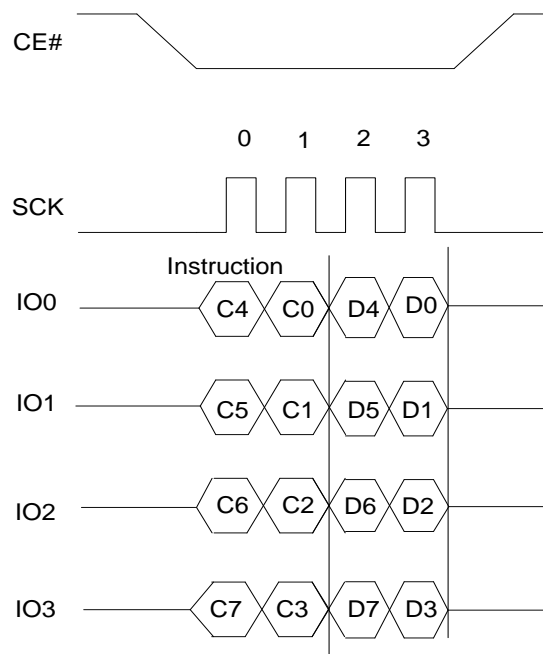 CE#
0 1 2 3
SCK
Instruction
IO0 C4 C0 D4 D0
IO1 C5 C1 D5 D1
IO2 C6 C2 D6 D2
IO3 C7 C3 D7 D3